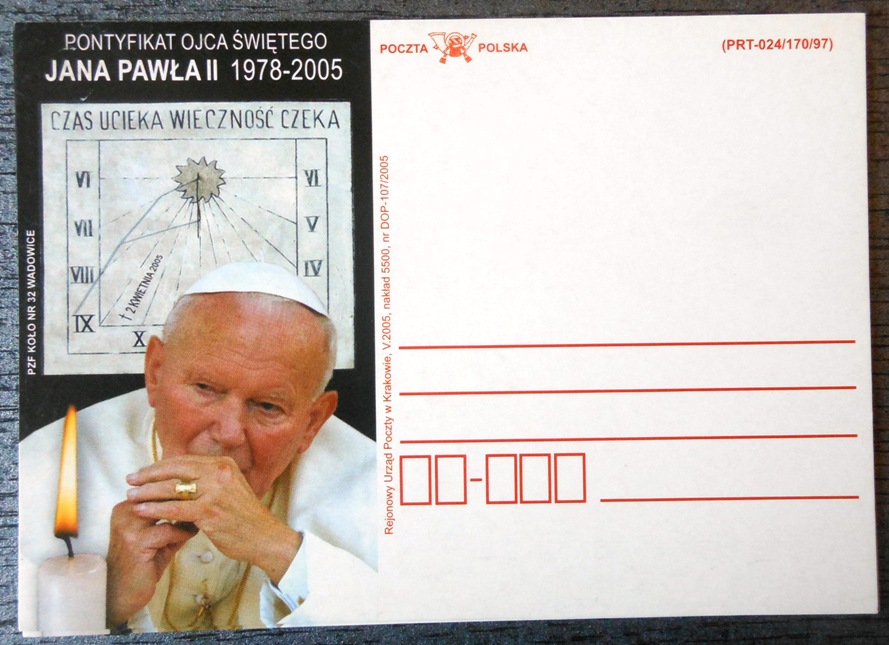 PONTYFIKAT OJCA ŚWIĘTEGO
JANA PAWŁA II 1978-2005
CZAS UCIEKA WIECZNOŚĆ CZEKA
VI VI
VII V
VIII IV
IX
X
† 2 KWIETNIA 2005
PZF KOŁO NR 32 WADOWICE
POCZTA POLSKA
(PRT-024/170/97)
Rejonowy Urząd Poczty w Krakowie, V.2005, nakład 5500, nr DOP-107/2005